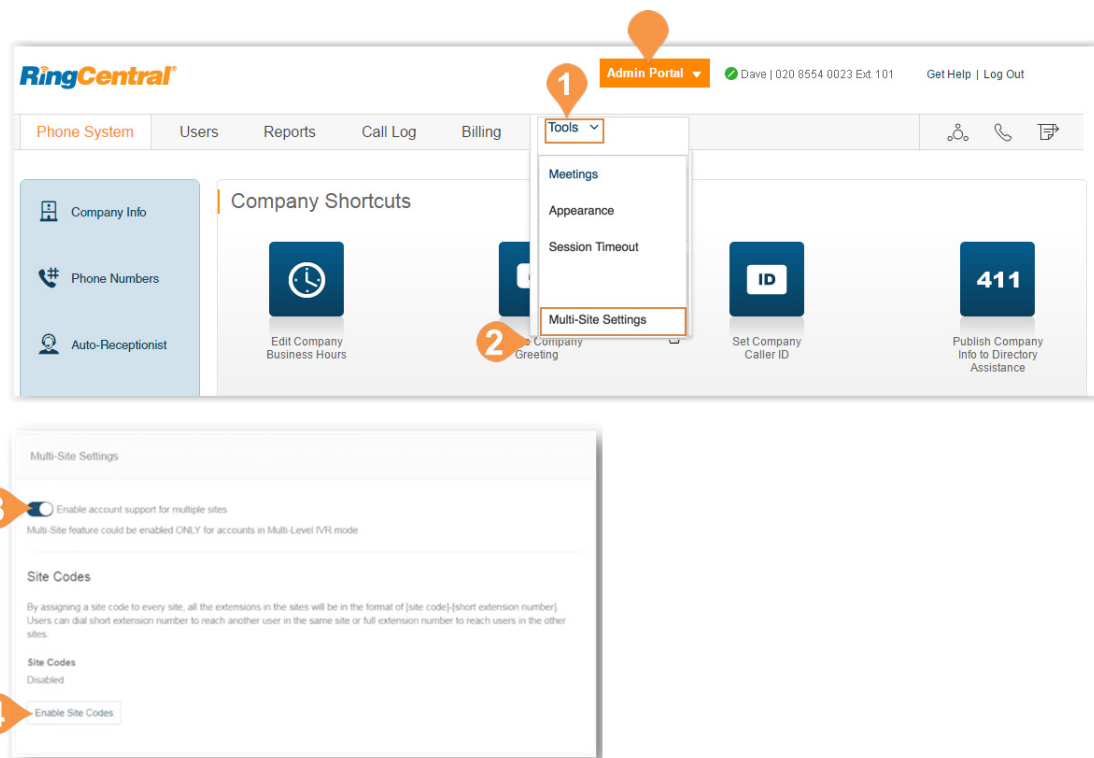 RingCentral®
Admin Portal
Dave | 020 8554 0023 Ext. 101
Get Help | Log Out
1
Phone System
Users
Reports
Call Log
Billing
Tools
Meetings
Appearance
Session Timeout
Multi-Site Settings
2
Company Info
Phone Numbers
Auto-Receptionist
Company Shortcuts
Edit Company
Business Hours
Company
Greeting
ID
Set Company
Caller ID
411
Publish Company
Info to Directory
Assistance
Multi-Site Settings
3
Enable account support for multiple sites
Multi-Site feature could be enabled ONLY for accounts in Multi-Level IVR mode
Site Codes
By assigning a site code to every site, all the extensions in the sites will be in the format of [site code]-[short extension number].
Users can dial short extension number to reach another user in the same site or full extension number to reach users in the other
sites.
Site Codes
Disabled
4
Enable Site Codes